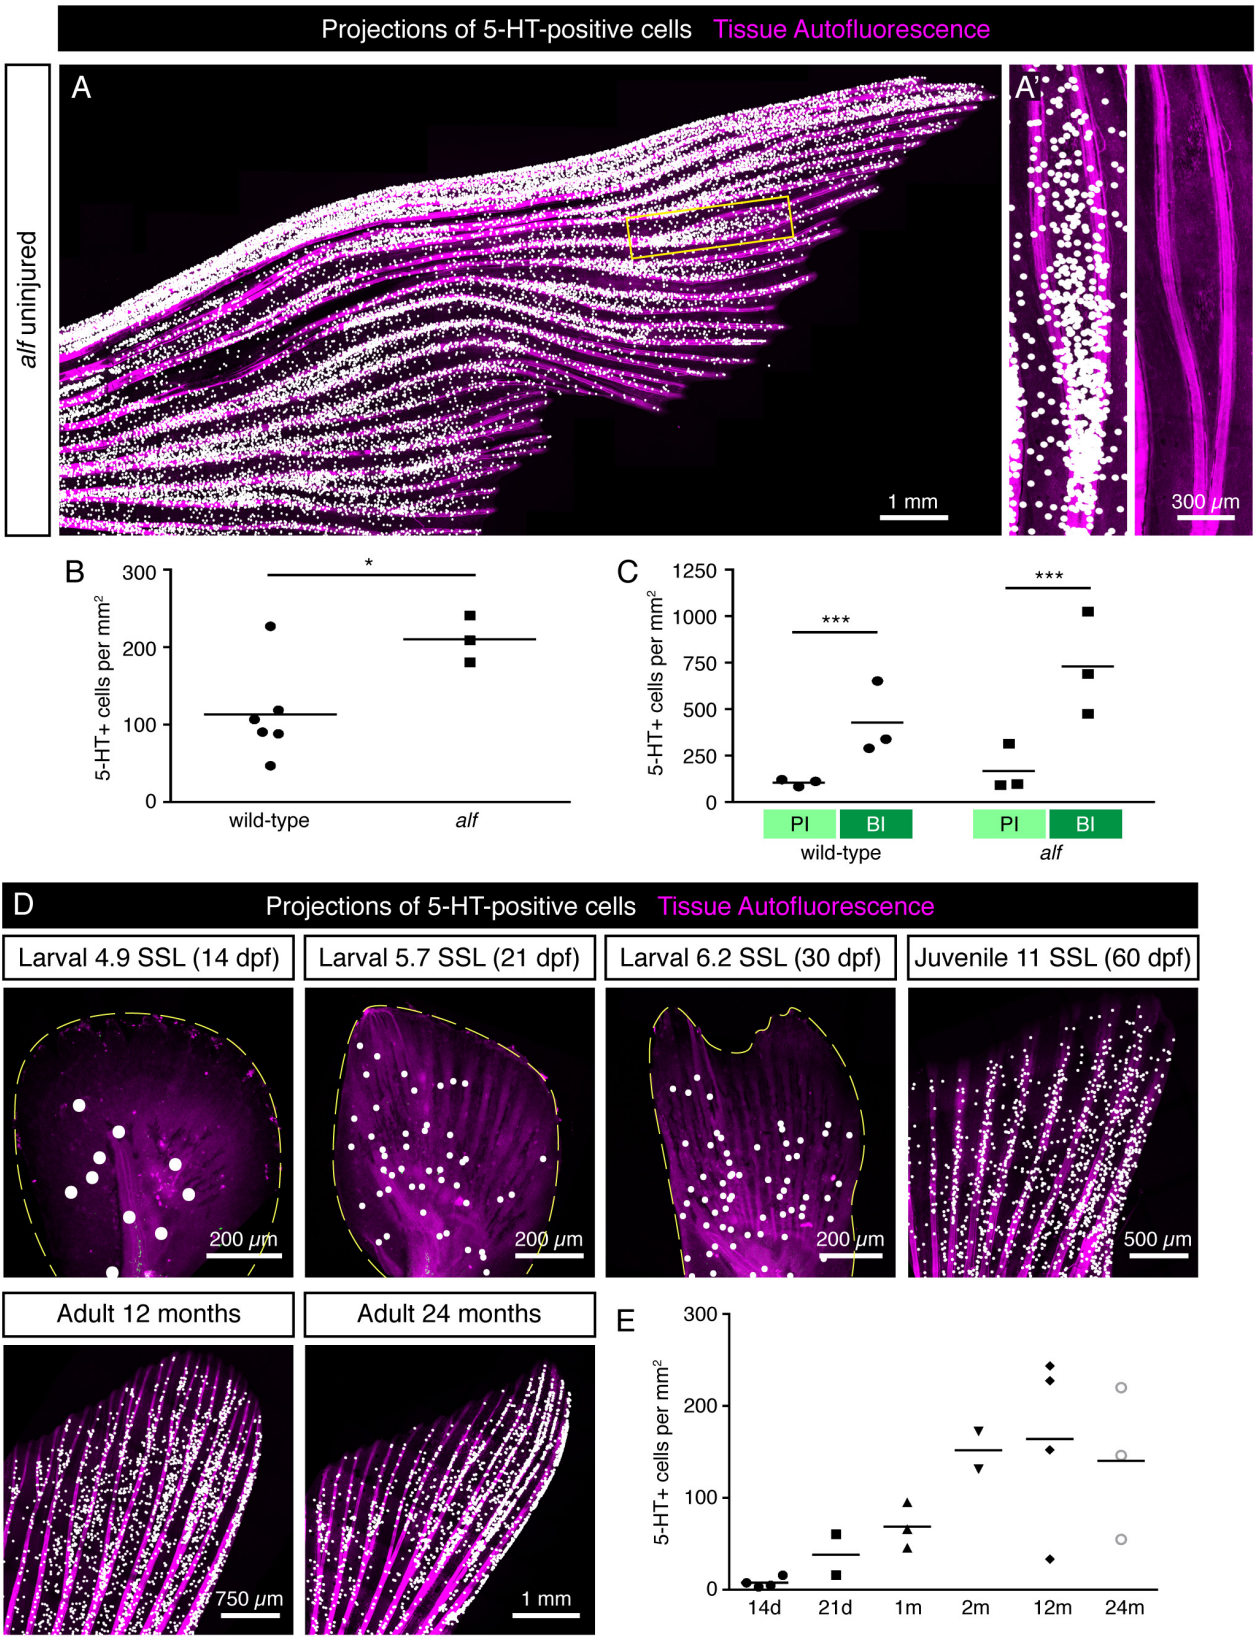 Projections of 5-HT-positive cells Tissue Autofluorescence
alf uninjured
A
A'
1 mm
300 µm
B
5-HT+ cells per mm²
300
200
100
0
*
wild-type
alf
C
5-HT+ cells per mm²
1250
1000
750
500
250
0
***
***
PI
BI
PI
BI
wild-type
alf
D
Projections of 5-HT-positive cells Tissue Autofluorescence
Larval 4.9 SSL (14 dpf)
Larval 5.7 SSL (21 dpf)
Larval 6.2 SSL (30 dpf)
Juvenile 11 SSL (60 dpf)
200 µm
200 µm
200 µm
500 µm
Adult 12 months
Adult 24 months
750 µm
1 mm
E
5-HT+ cells per mm²
300
200
100
0
14d
21d
1m
2m
12m
24m